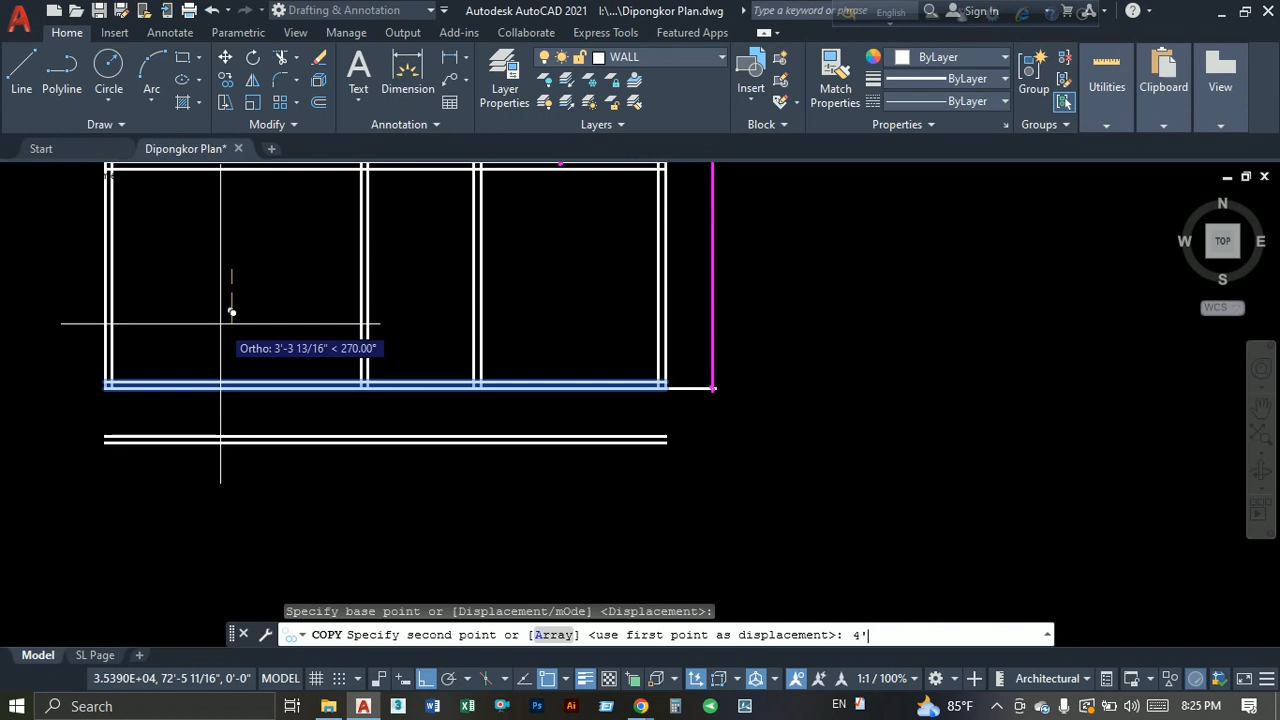 Drafting & Annotation
Autodesk AutoCAD 2021 I:\...\Dipongkor Plan.dwg
Type a keyword or phrase
English
Sign In
Home Insert Annotate Parametric View Manage Output Add-ins Collaborate Express Tools Featured Apps
WALL
ByLayer
ByLayer
ByLayer
Line Polyline Circle Arc Text Dimension Layer Properties Insert Match Properties Group Utilities Clipboard View
Draw Modify Annotation Layers Block Properties Groups
Start Dipongkor Plan*
N
W TOP E
S
WCS
Ortho: 3'-3 13/16" < 270.00°
Specify base point or [Displacement/mOde] <Displacement>:
COPY Specify second point or [Array] <use first point as displacement>: 4'
Model SL Page
3.5390E+04, 72'-5 11/16", 0'-0" MODEL 1:1 / 100% Architectural
Search 85°F EN 8:25 PM